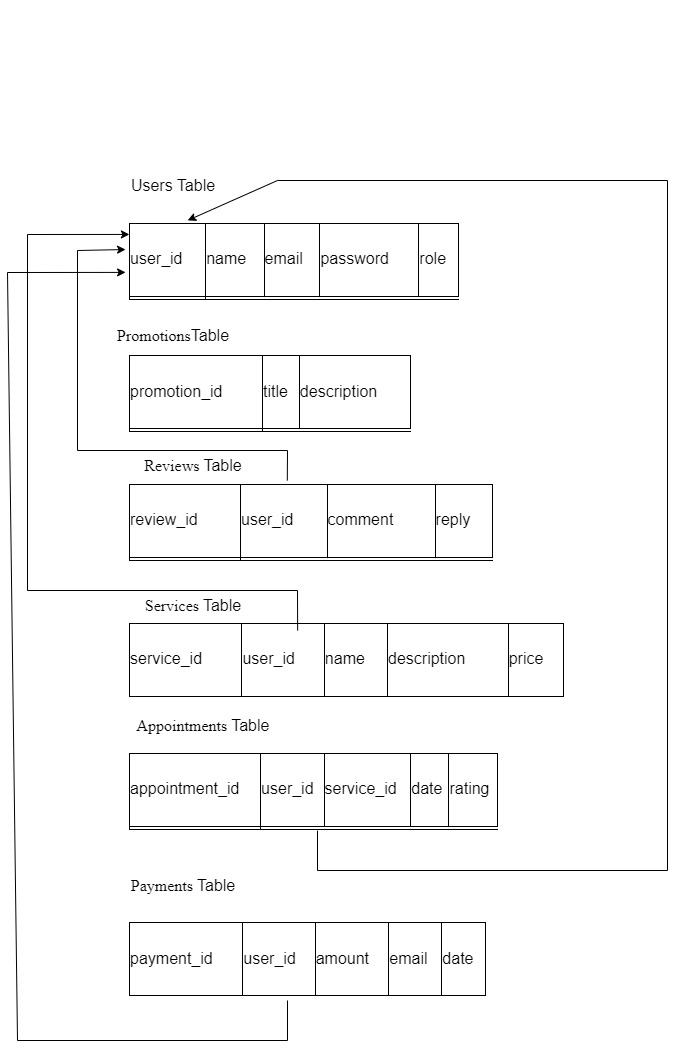 Users Table
user_id name email password role
PromotionsTable
promotion_id title description
Reviews Table
review_id user_id comment reply
Services Table
service_id user_id name description price
Appointments Table
appointment_id user_id service_id date rating
Payments Table
payment_id user_id amount email date